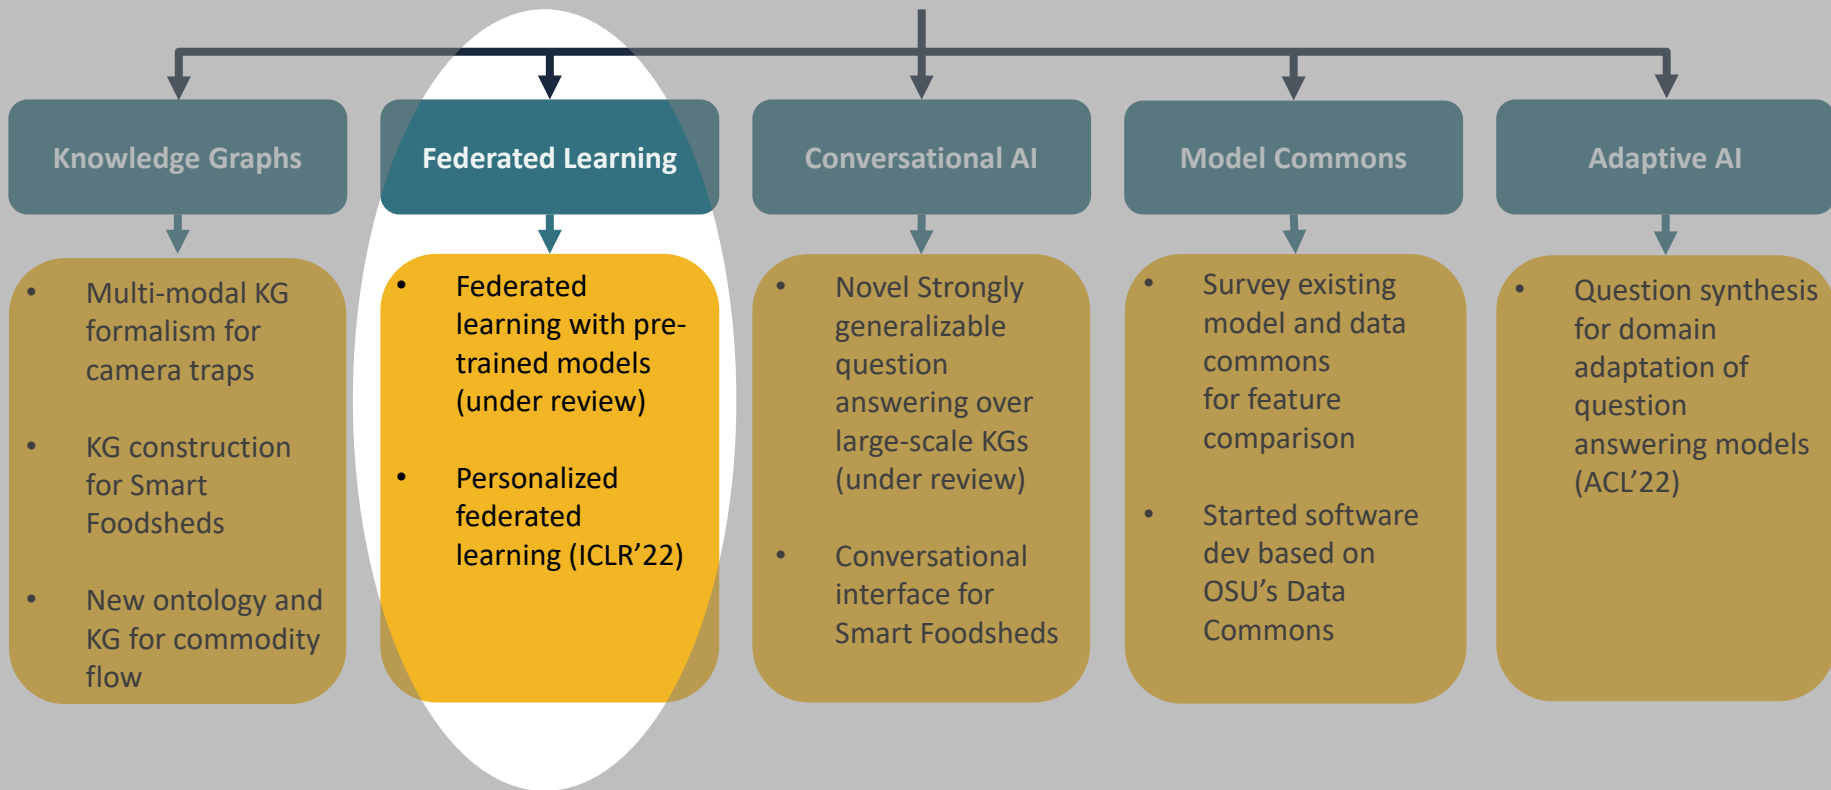 Knowledge Graphs
Federated Learning
Conversational AI
Model Commons
Adaptive AI
• Multi-modal KG
formalism for
camera traps
• KG construction
for Smart
Foodsheds
• New ontology and
KG for commodity
flow
• Federated
learning with pre-
trained models
(under review)
• Personalized
federated
learning (ICLR’22)
• Novel Strongly
generalizable
question
answering over
large-scale KGs
(under review)
• Conversational
interface for
Smart Foodsheds
• Survey existing
model and data
commons
for feature
comparison
• Started software
dev based on
OSU’s Data
Commons
• Question synthesis
for domain
adaptation of
question
answering models
(ACL’22)